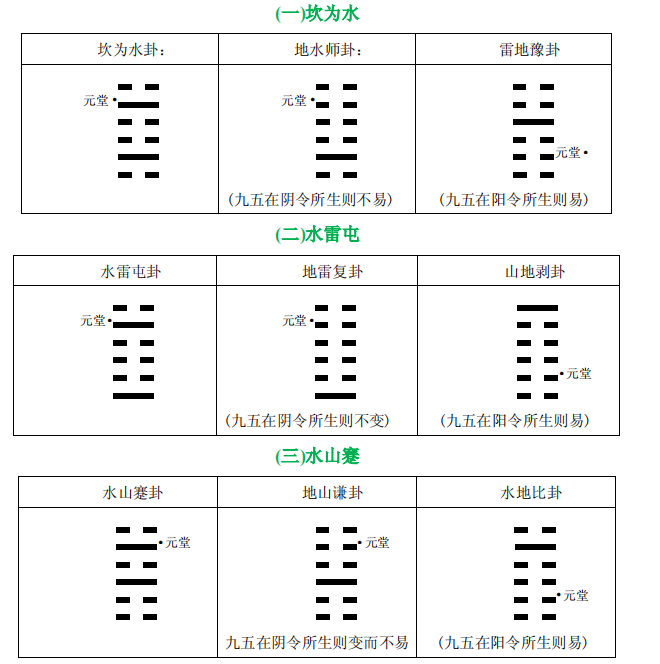 (一)坎为水
坎为水卦: 地水师卦: 雷地豫卦
元堂• 元堂• 元堂•
(九五在阴令所生则不易) (九五在阳令所生则易)
(二)水雷屯
水雷屯卦 地雷复卦 山地剥卦
元堂• 元堂• •元堂
(九五在阴令所生则不变) (九五在阳令所生则易)
(三)水山蹇
水山蹇卦 地山谦卦 水地比卦
•元堂 •元堂 •元堂
九五在阴令所生则变而不易 (九五在阳令所生则易)